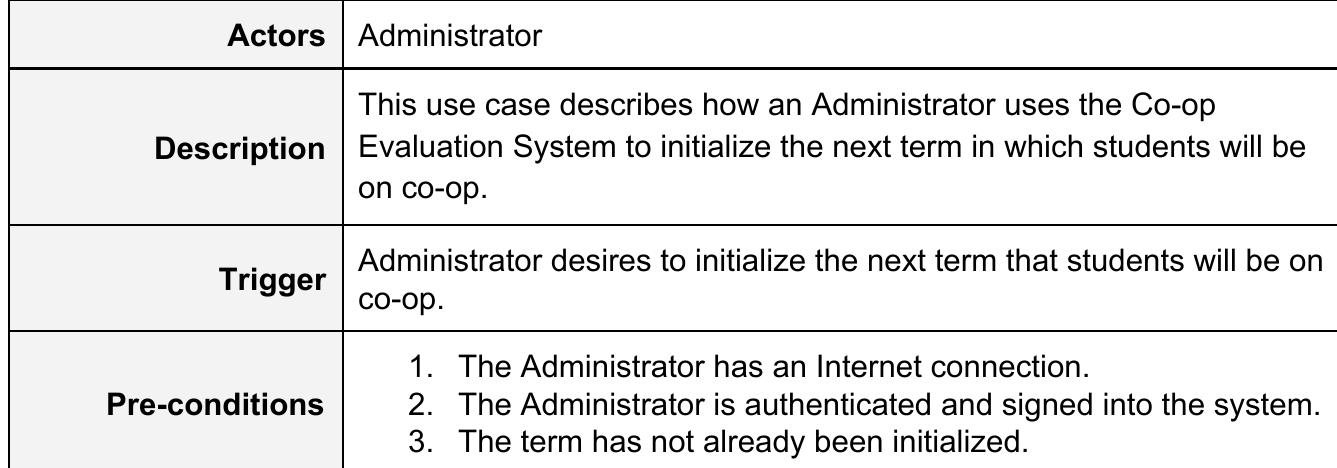 Actors Administrator
Description
This use case describes how an Administrator uses the Co-op
Evaluation System to initialize the next term in which students will be
on co-op.
Trigger
Administrator desires to initialize the next term that students will be on
co-op.
Pre-conditions
1. The Administrator has an Internet connection.
2. The Administrator is authenticated and signed into the system.
3. The term has not already been initialized.